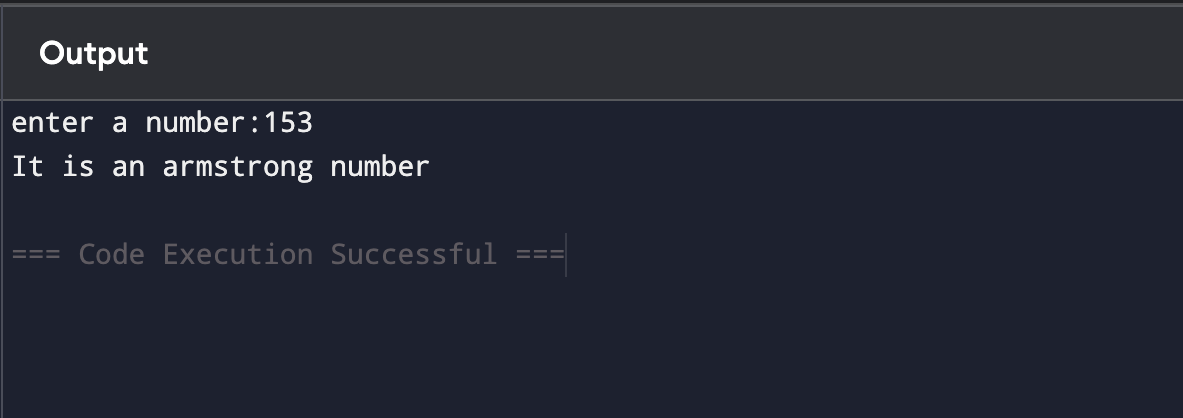 Output
enter a number:153
It is an armstrong number
=== Code Execution Successful ===